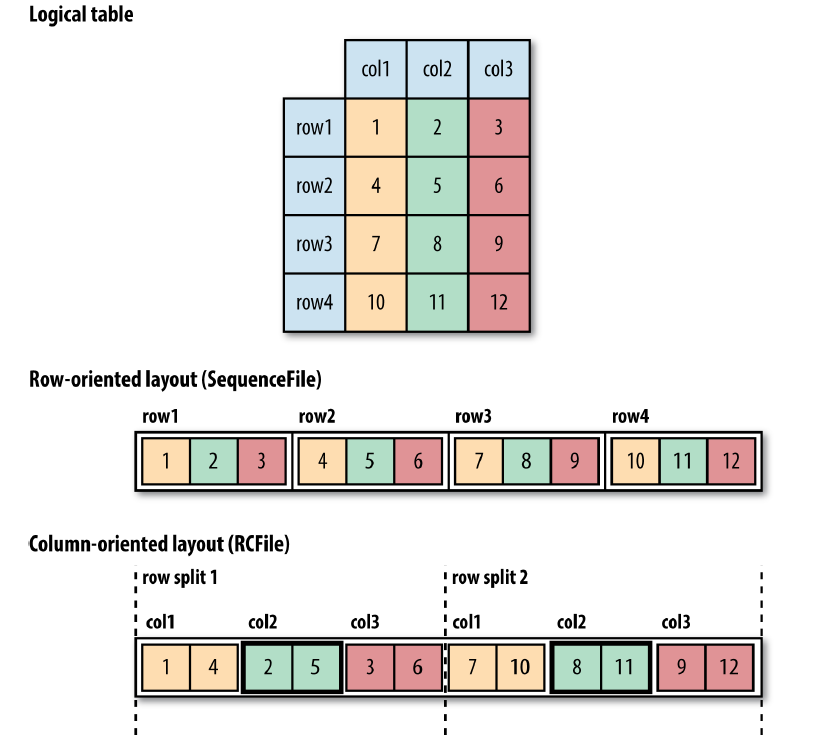 Logical table
col1 col2 col3
row1 1 2 3
row2 4 5 6
row3 7 8 9
row4 10 11 12
Row-oriented layout (SequenceFile)
row1 row2 row3 row4
1 2 3 4 5 6 7 8 9 10 11 12
Column-oriented layout (RCFile)
row split 1 row split 2
col1 col2 col3 col1 col2 col3
1 4 2 5 3 6 7 10 8 11 9 12